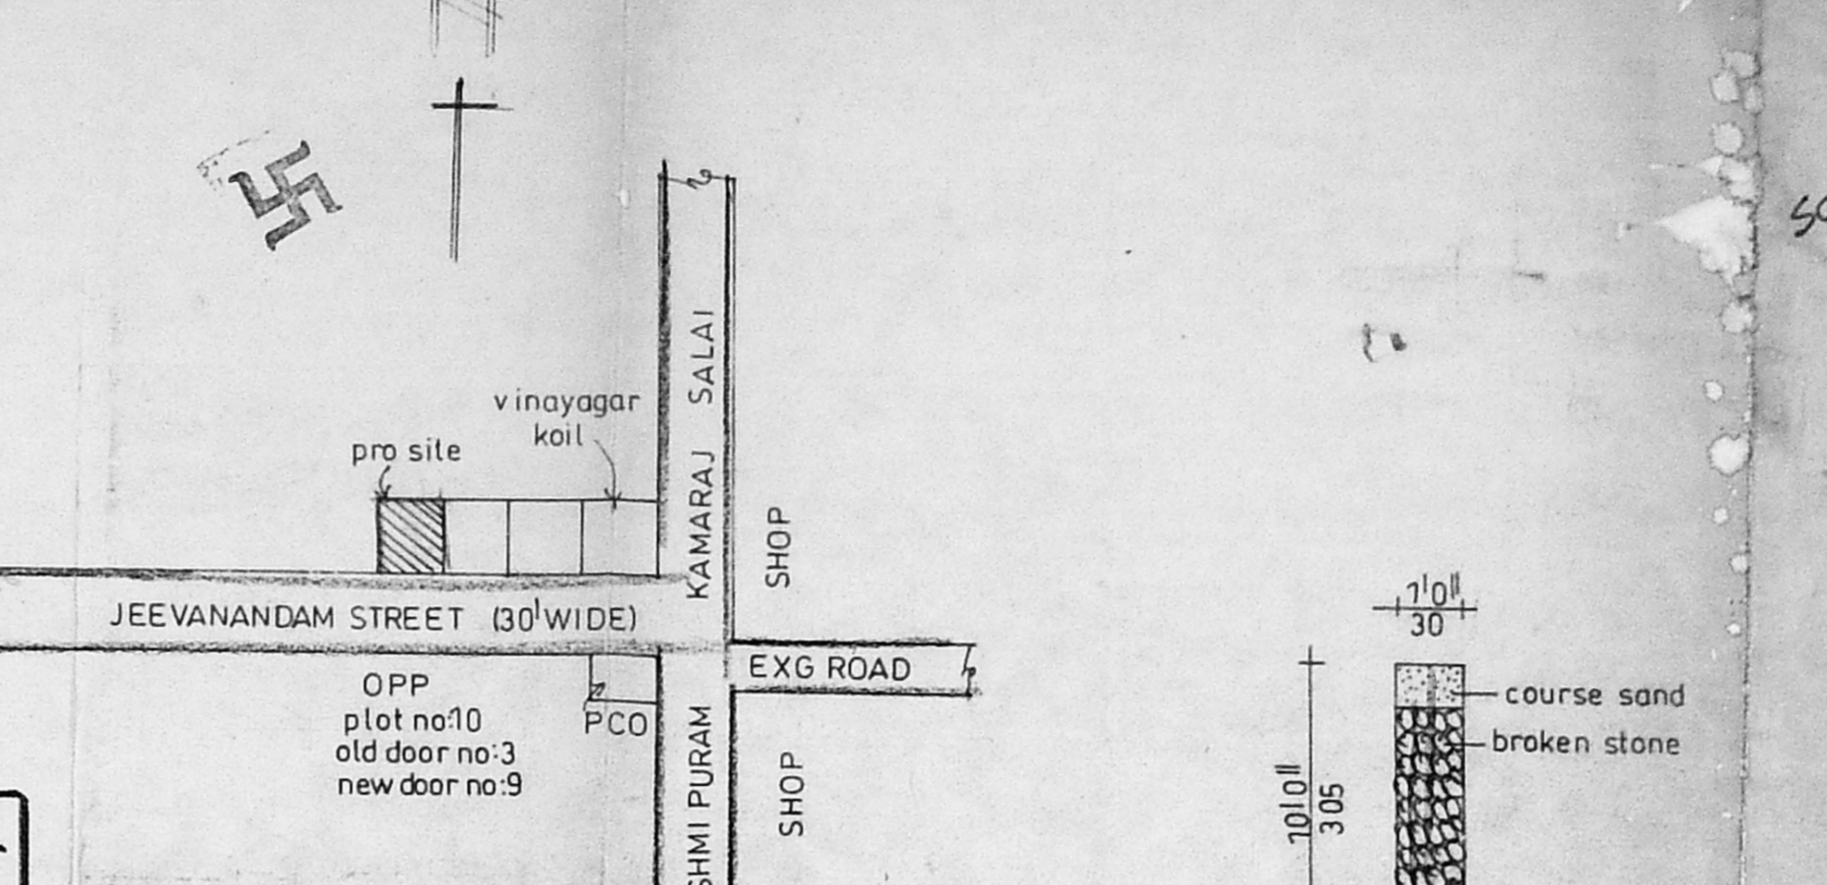 SALAI
KAMARAJ
vinayagar
koil
pro site
SHOP
JEEVANANDAM STREET (30' WIDE)
EXG ROAD
OPP
plot no:10
old door no:3
new door no:9
PCO
SHMI PURAM
SHOP
1'0"
30
course sand
broken stone
10'0"
305